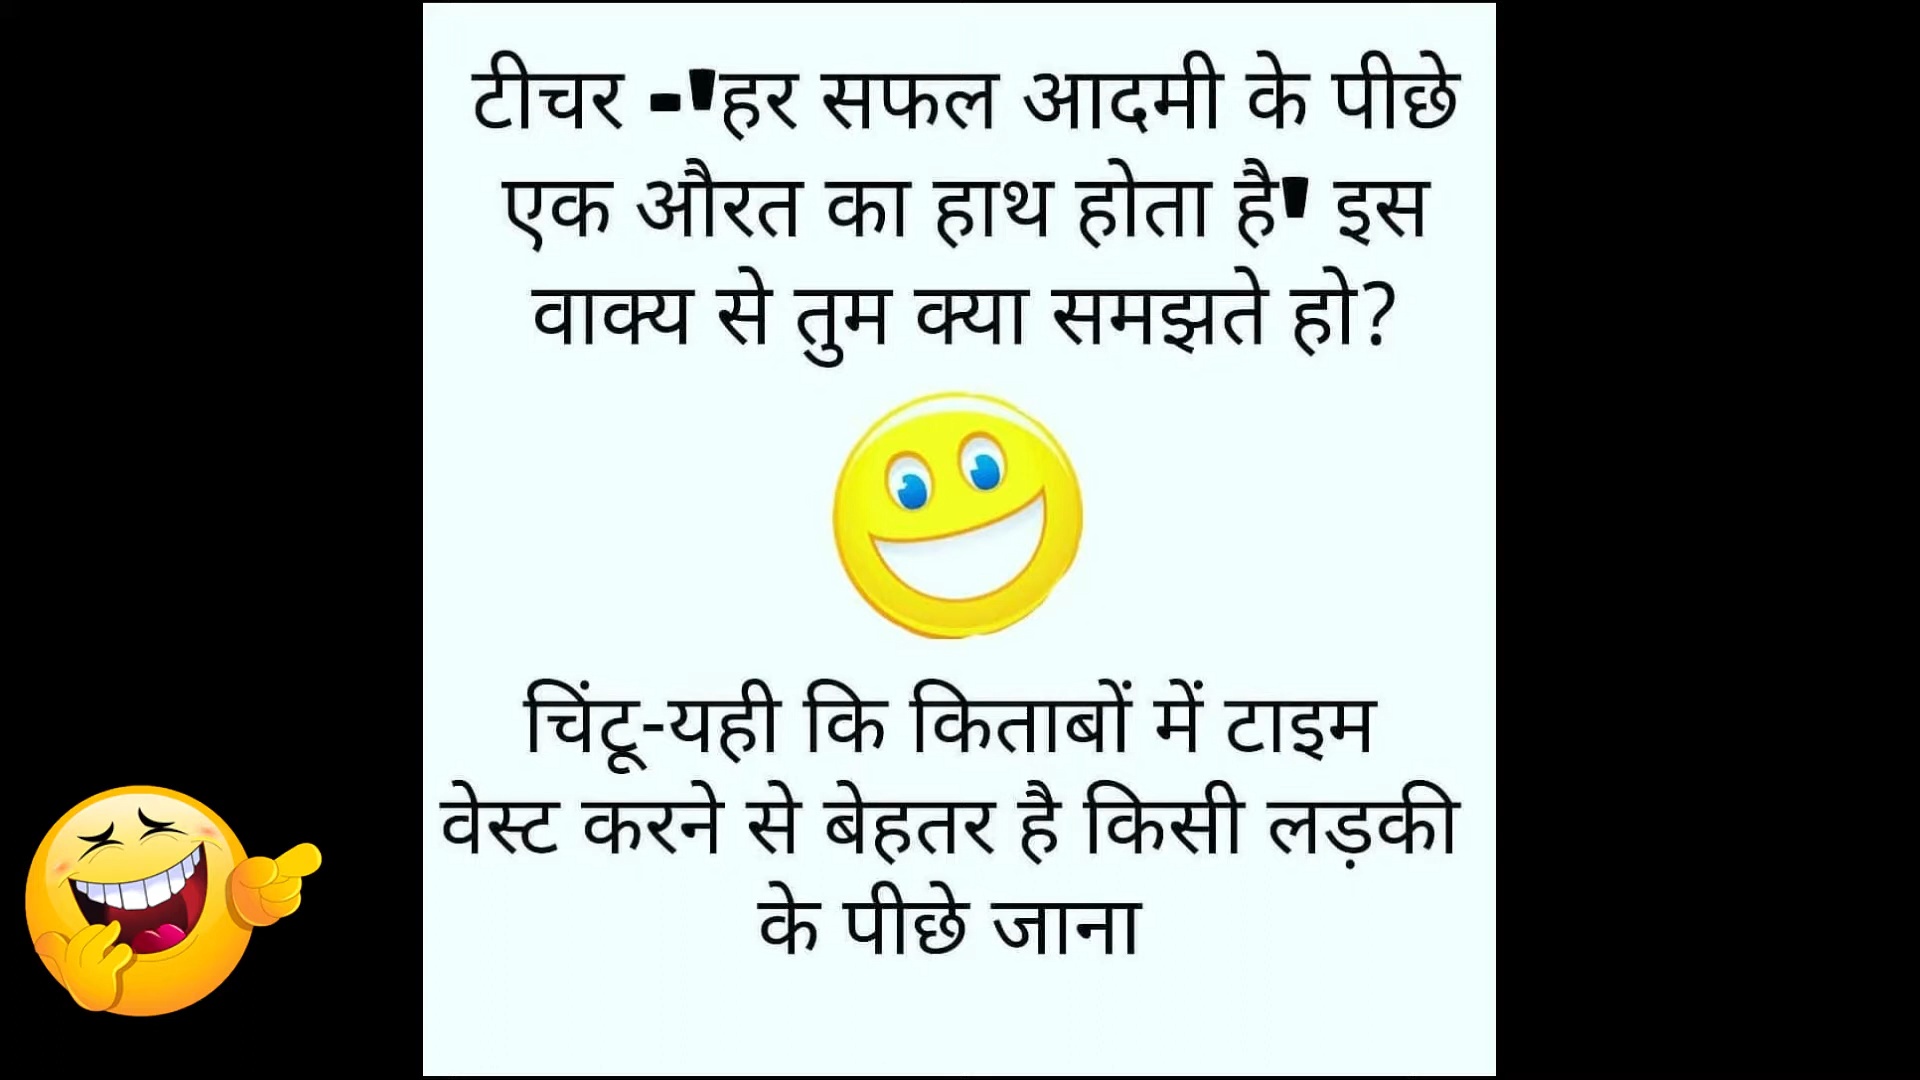 टीचर -'हर सफल आदमी के पीछे
एक औरत का हाथ होता है' इस
वाक्य से तुम क्या समझते हो?
चिंटू-यही कि किताबों में टाइम
वेस्ट करने से बेहतर है किसी लड़की
के पीछे जाना